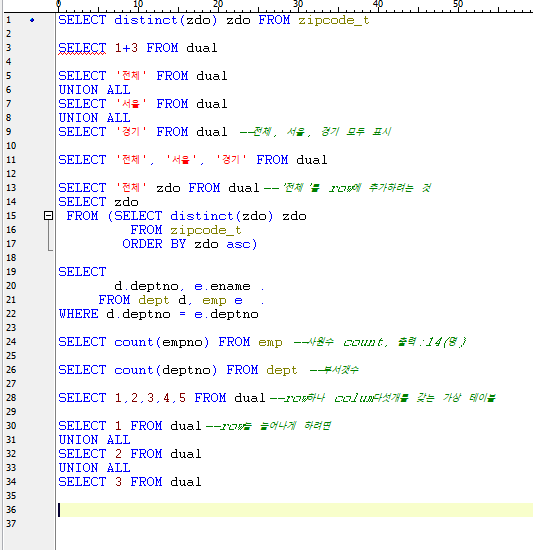 0 10 20 30 40 50
1 SELECT distinct(zdo) zdo FROM zipcode_t
2
3 SELECT 1+3 FROM dual
4
5 SELECT '전체' FROM dual
6 UNION ALL
7 SELECT '서울' FROM dual
8 UNION ALL
9 SELECT '경기' FROM dual --전체, 서울, 경기 모두 표시
10
11 SELECT '전체', '서울', '경기' FROM dual
12
13 SELECT '전체' zdo FROM dual--'전체'를 row에 추가하려는 것
14 SELECT zdo
15 FROM (SELECT distinct(zdo) zdo
16 FROM zipcode_t
17 ORDER BY zdo asc)
18
19 SELECT
20 d.deptno, e.ename .
21 FROM dept d, emp e .
22 WHERE d.deptno = e.deptno
23
24 SELECT count(empno) FROM emp --사원수 count, 출력:14(명)
25
26 SELECT count(deptno) FROM dept --부서갯수
27
28 SELECT 1,2,3,4,5 FROM dual--row하나 colum다섯개를 갖는 가상 테이블
29
30 SELECT 1 FROM dual--row를 늘어나게 하려면
31 UNION ALL
32 SELECT 2 FROM dual
33 UNION ALL
34 SELECT 3 FROM dual
35
36
37